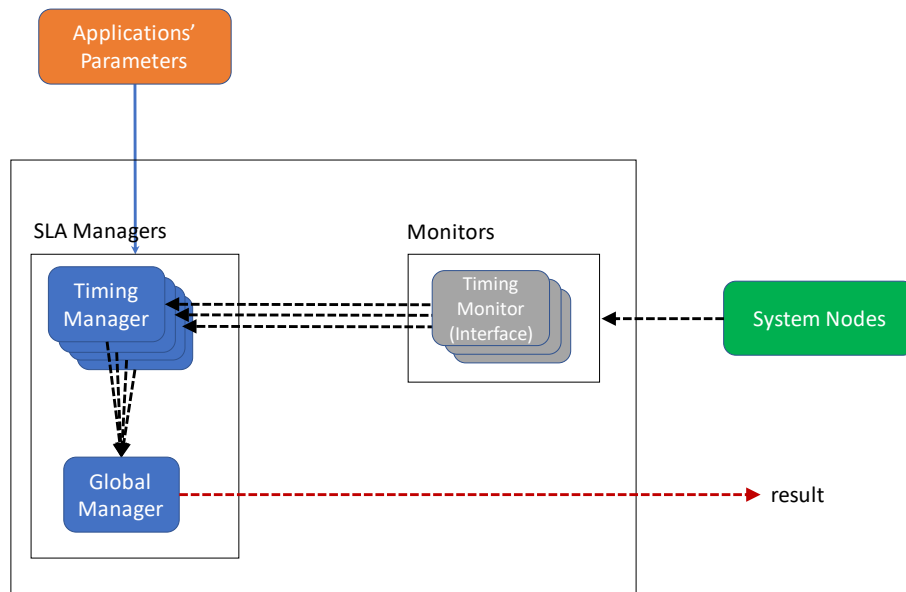 Applications’
Parameters
SLA Managers
Monitors
Timing
Manager
Timing
Monitor
(Interface)
System Nodes
Global
Manager
result